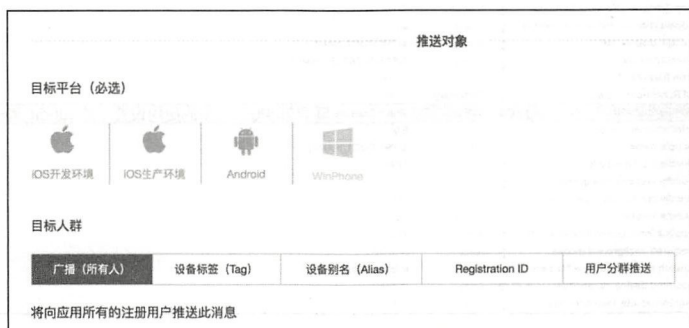 推送对象
目标平台（必选）
iOS开发环境 iOS生产环境 Android WinPhone
目标人群
广播（所有人） 设备标签（Tag） 设备别名（Alias） Registration ID 用户分群推送
将向应用所有的注册用户推送此消息